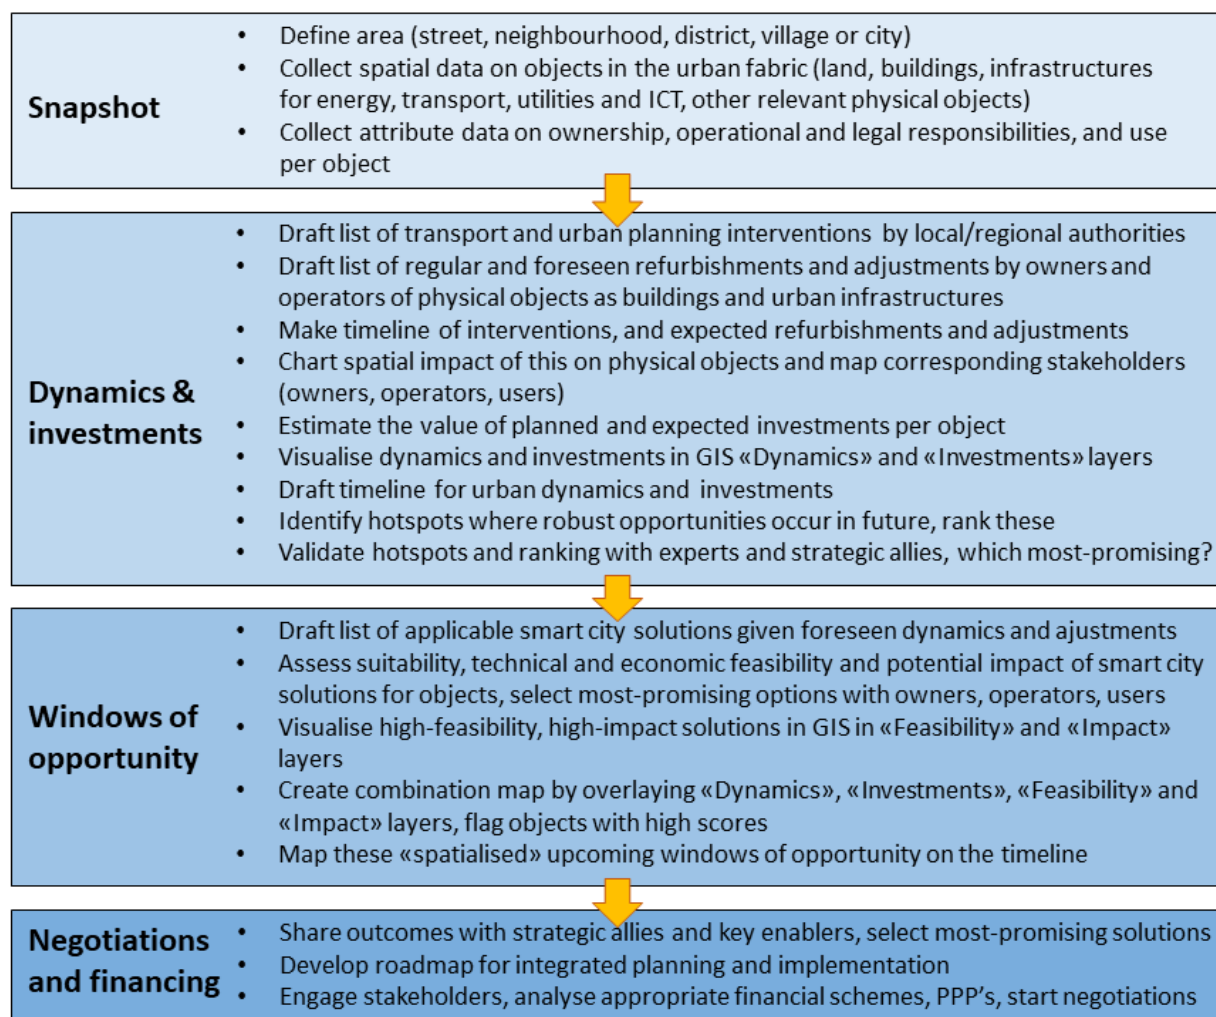 Snapshot
• Define area (street, neighbourhood, district, village or city)
• Collect spatial data on objects in the urban fabric (land, buildings, infrastructures
for energy, transport, utilities and ICT, other relevant physical objects)
• Collect attribute data on ownership, operational and legal responsibilities, and use
per object
Dynamics &
investments
• Draft list of transport and urban planning interventions by local/regional authorities
• Draft list of regular and foreseen refurbishments and adjustments by owners and
operators of physical objects as buildings and urban infrastructures
• Make timeline of interventions, and expected refurbishments and adjustments
• Chart spatial impact of this on physical objects and map corresponding stakeholders
(owners, operators, users)
• Estimate the value of planned and expected investments per object
• Visualise dynamics and investments in GIS «Dynamics» and «Investments» layers
• Draft timeline for urban dynamics and investments
• Identify hotspots where robust opportunities occur in future, rank these
• Validate hotspots and ranking with experts and strategic allies, which most-promising?
Windows of
opportunity
• Draft list of applicable smart city solutions given foreseen dynamics and ajustments
• Assess suitability, technical and economic feasibility and potential impact of smart city
solutions for objects, select most-promising options with owners, operators, users
• Visualise high-feasibility, high-impact solutions in GIS in «Feasibility» and «Impact»
layers
• Create combination map by overlaying «Dynamics», «Investments», «Feasibility» and
«Impact» layers, flag objects with high scores
• Map these «spatialised» upcoming windows of opportunity on the timeline
Negotiations
and financing
• Share outcomes with strategic allies and key enablers, select most-promising solutions
• Develop roadmap for integrated planning and implementation
• Engage stakeholders, analyse appropriate financial schemes, PPP's, start negotiations